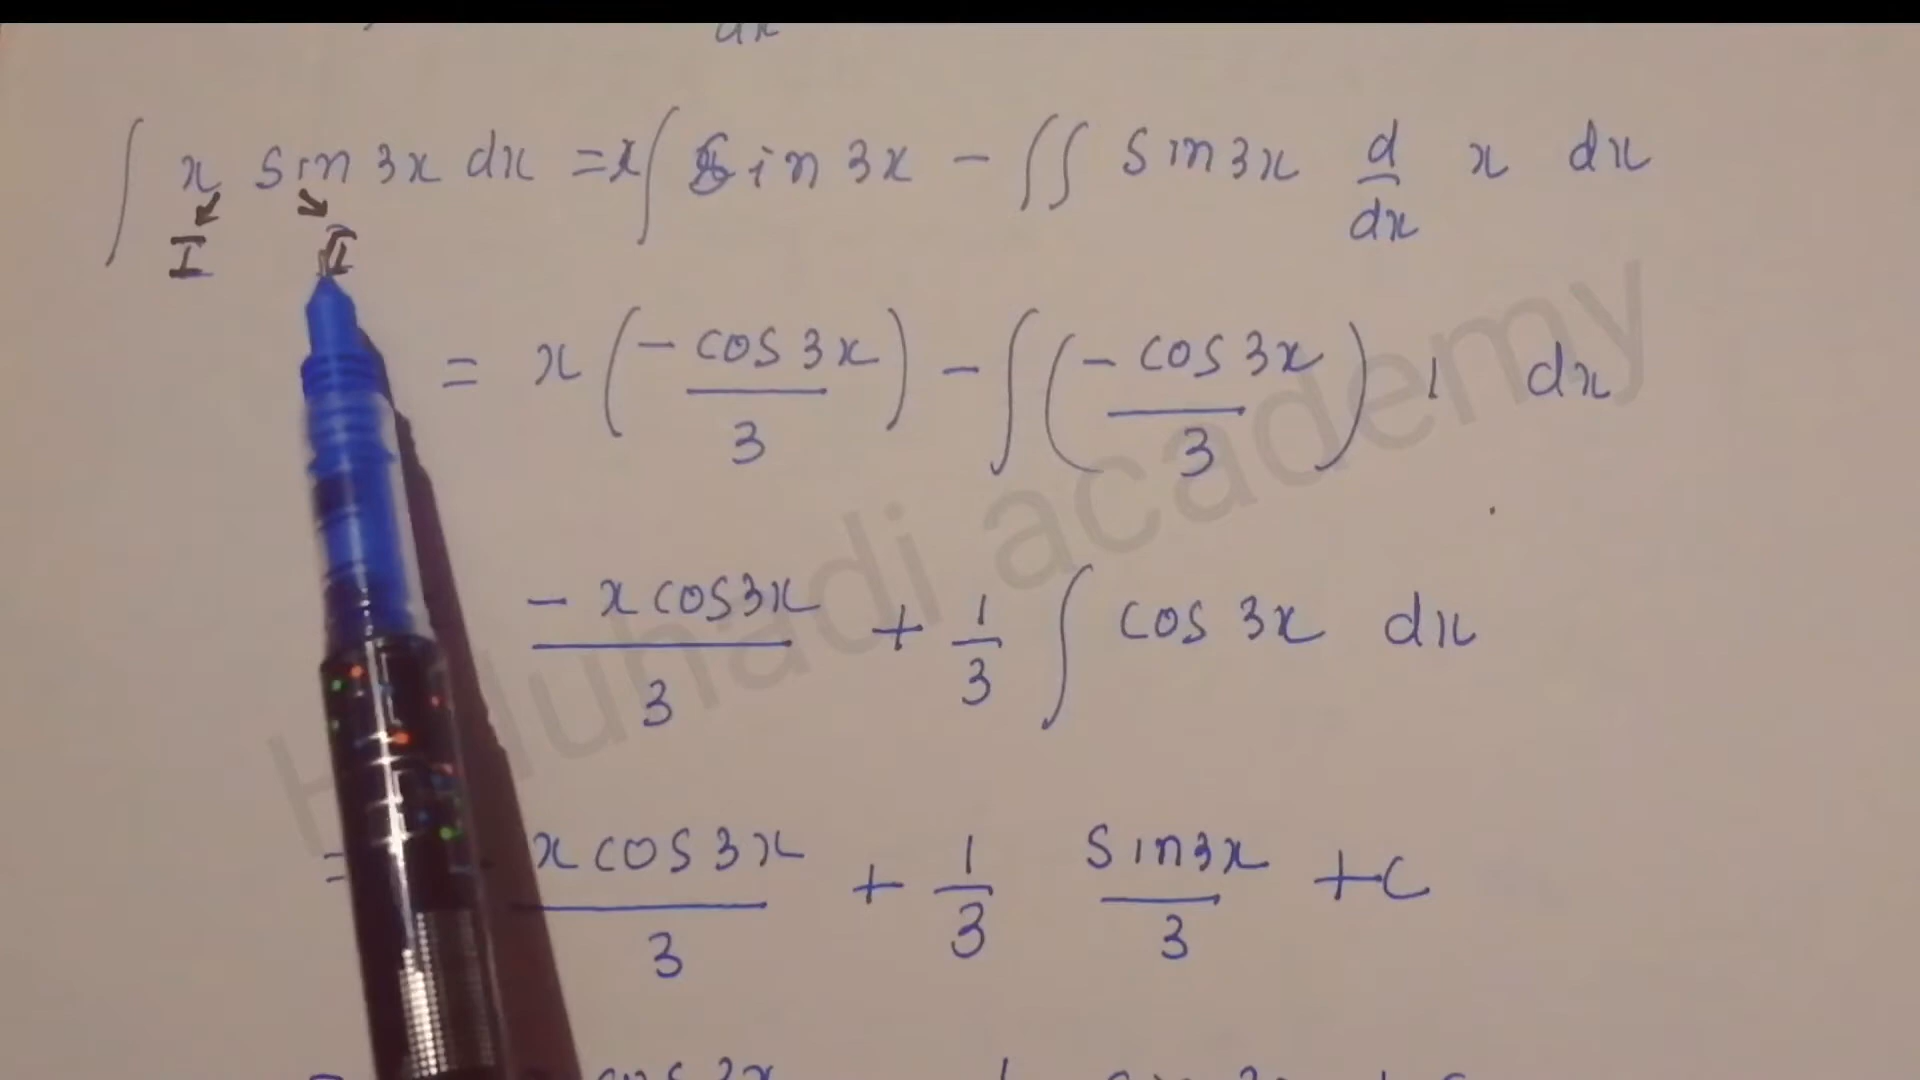 dx
∫ x sin 3x dx = x ∫ sin 3x - ∫∫ sin 3x d/dx x dx
I II
= x (-cos 3x / 3) - ∫ (-cos 3x / 3) 1 dx
-x cos 3x / 3 + 1/3 ∫ cos 3x dx
= x cos 3x / 3 + 1/3 sin 3x / 3 + c
academy